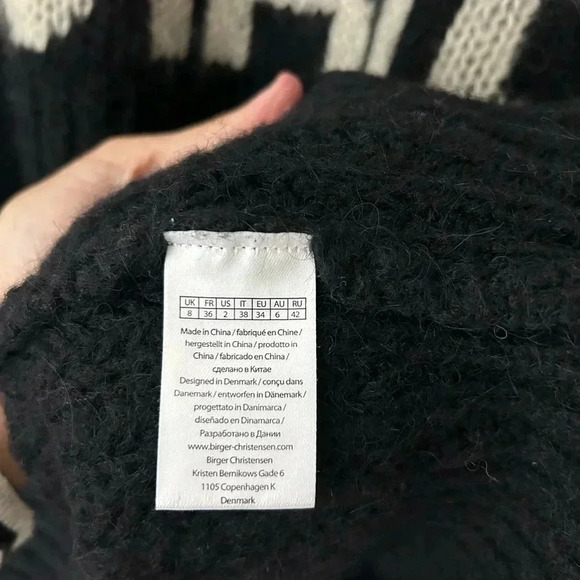 UK FR US IT EU AU RU
8 36 2 38 34 6 42
Made in China / fabriqué en Chine /
hergestellt in China / prodotto in
China / fabricado en China /
сделано в Китае
Designed in Denmark / conçu dans
Danemark / entworfen in Dänemark /
progettato in Danimarca /
diseñado en Dinamarca /
Разработано в Дании
www.birger-christensen.com
Birger Christensen
Kristen Bernikows Gade 6
1105 Copenhagen K
Denmark